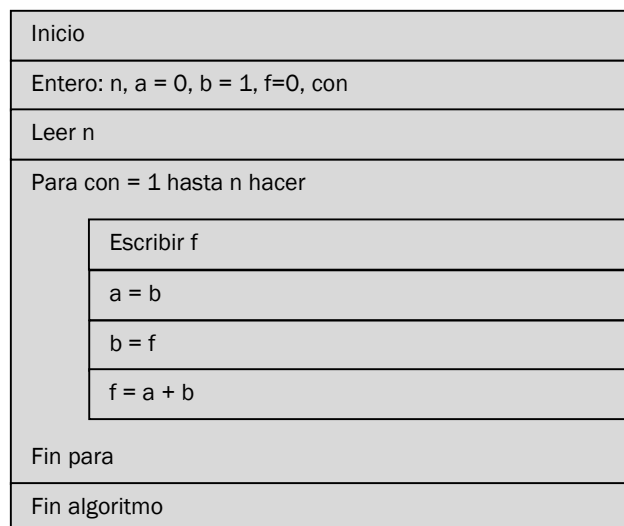 Inicio
Entero: n, a = 0, b = 1, f=0, con
Leer n
Para con = 1 hasta n hacer
Escribir f
a = b
b = f
f = a + b
Fin para
Fin algoritmo